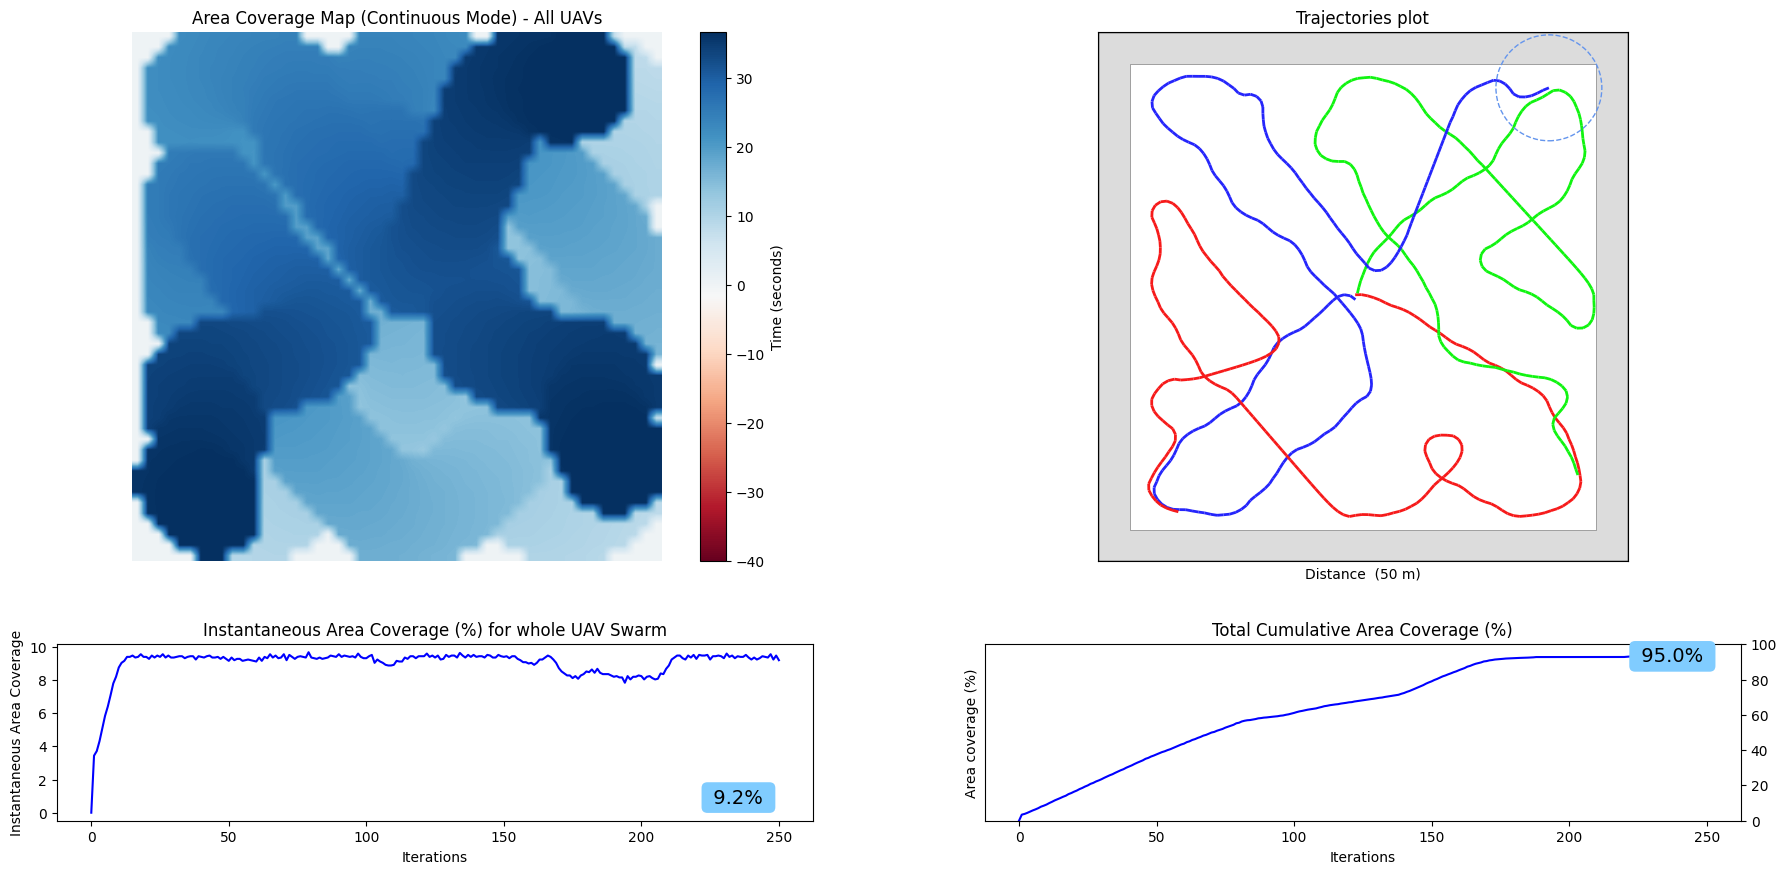 Area Coverage Map (Continuous Mode) - All UAVs
30
20
10
0
−10
−20
−30
−40
Time (seconds)
Trajectories plot
Distance  (50 m)
Instantaneous Area Coverage (%) for whole UAV Swarm
Instantaneous Area Coverage
10
8
6
4
2
0
9.2%
0 50 100 150 200 250
Iterations
Total Cumulative Area Coverage (%)
Area coverage (%)
95.0%
100
80
60
40
20
0
0 50 100 150 200 250
Iterations